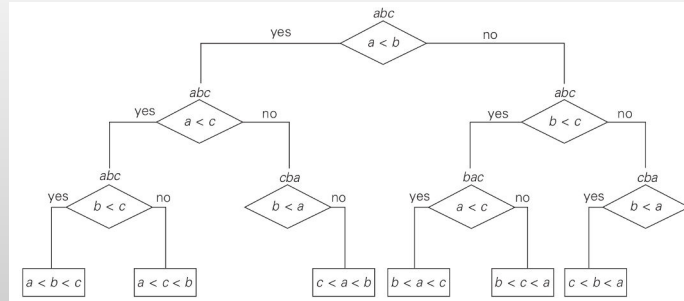 abc
yes
a < b
no
abc
abc
yes
a < c
no
yes
b < c
no
abc
cba
bac
cba
yes
b < c
no
b < a
no
yes
a < c
no
yes
b < a
a < b < c
a < c < b
c < a < b
b < a < c
b < c < a
c < b < a